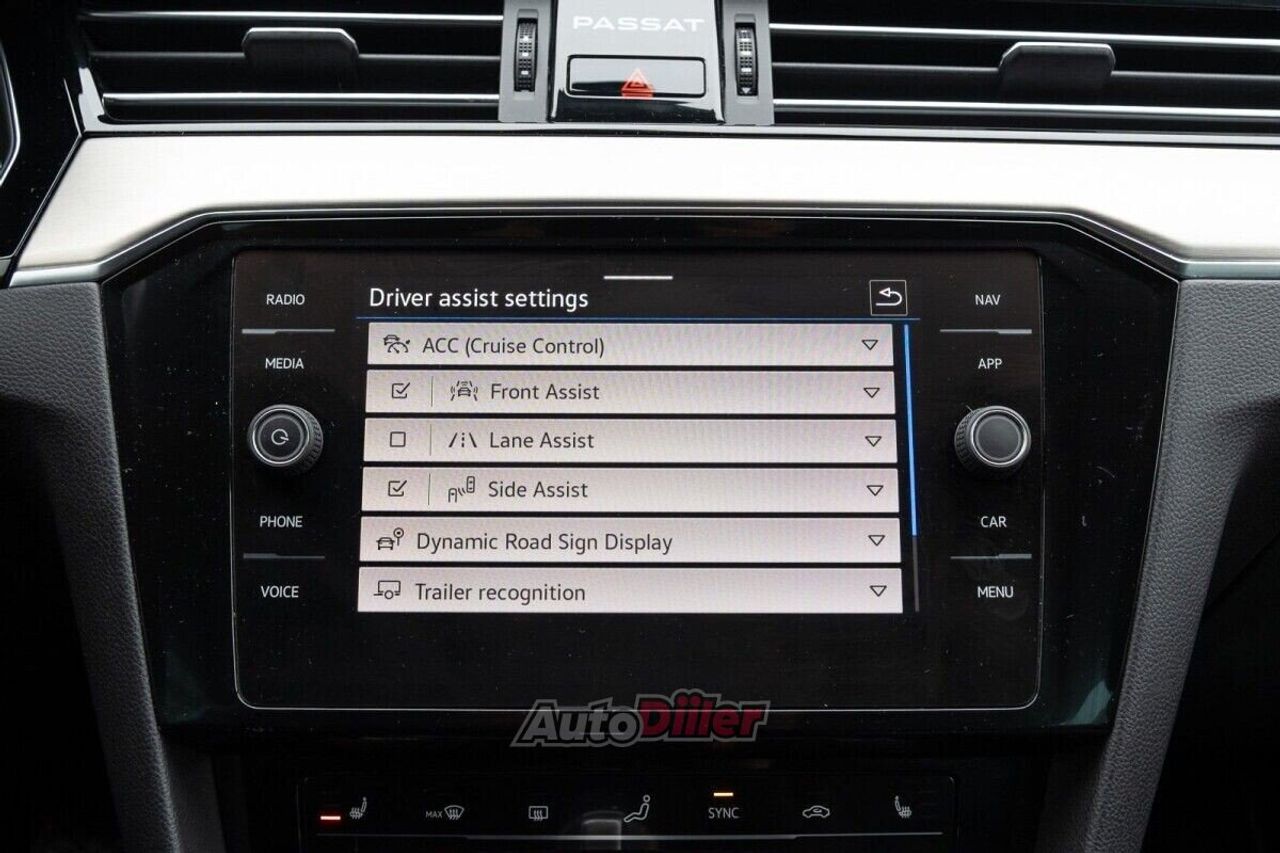 PASSAT
RADIO
MEDIA
PHONE
VOICE
Driver assist settings
ACC (Cruise Control)
Front Assist
Lane Assist
Side Assist
Dynamic Road Sign Display
Trailer recognition
NAV
APP
CAR
MENU
AutoDiiler
MAX
SYNC